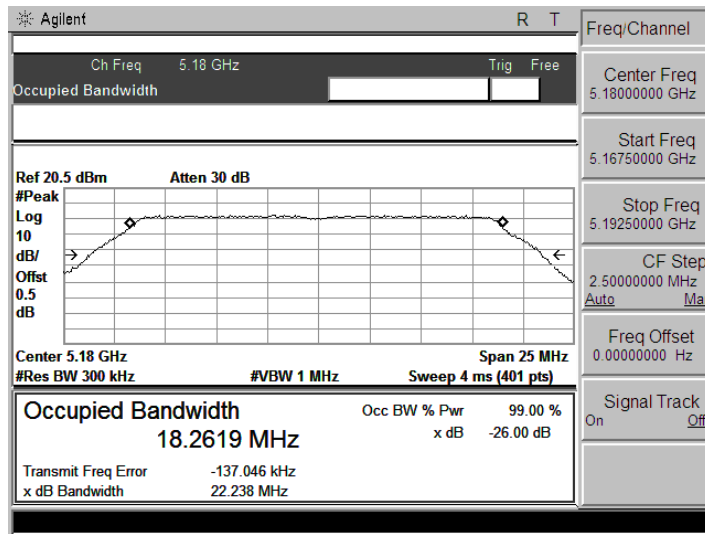 Agilent R T
Ch Freq 5.18 GHz Trig Free
Occupied Bandwidth
Ref 20.5 dBm Atten 30 dB
#Peak
Log
10
dB/
Offst
0.5
dB
Center 5.18 GHz Span 25 MHz
#Res BW 300 kHz #VBW 1 MHz Sweep 4 ms (401 pts)
Occupied Bandwidth Occ BW % Pwr 99.00 %
18.2619 MHz x dB -26.00 dB
Transmit Freq Error -137.046 kHz
x dB Bandwidth 22.238 MHz
Freq/Channel
Center Freq
5.18000000 GHz
Start Freq
5.16750000 GHz
Stop Freq
5.19250000 GHz
CF Step
2.50000000 MHz
Auto Ma
Freq Offset
0.00000000 Hz
Signal Track
On Off